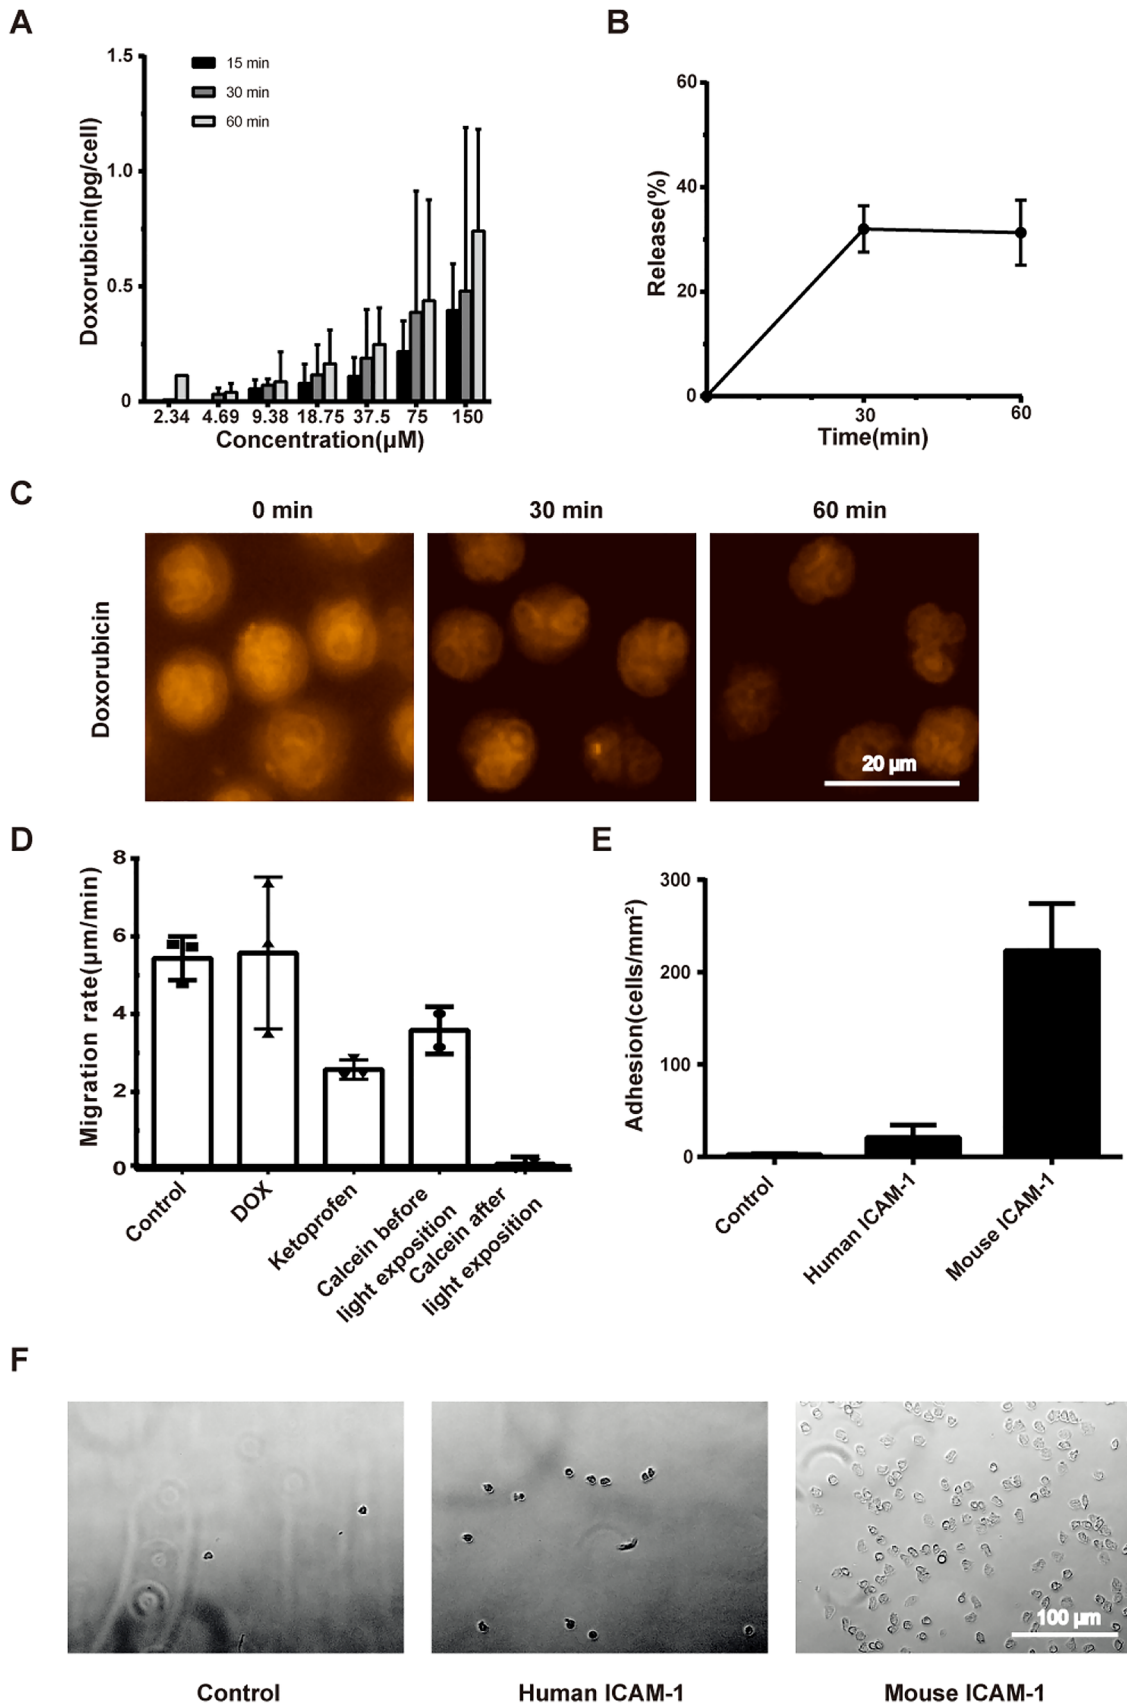 A
B
1.5
1.0
0.5
0
15 min
30 min
60 min
Doxorubicin(pg/cell)
2.34 4.69 9.38 18.75 37.5 75 150
Concentration(µM)
60
40
20
0
Release(%)
30 60
Time(min)
C
0 min 30 min 60 min
Doxorubicin
20 µm
D
E
8
6
4
2
0
Migration rate(µm/min)
Control
DOX
Ketoprofen
Calcein before
light exposition
Calcein after
light exposition
300
200
100
0
Adhesion(cells/mm²)
Control
Human ICAM-1
Mouse ICAM-1
F
100 µm
Control Human ICAM-1 Mouse ICAM-1